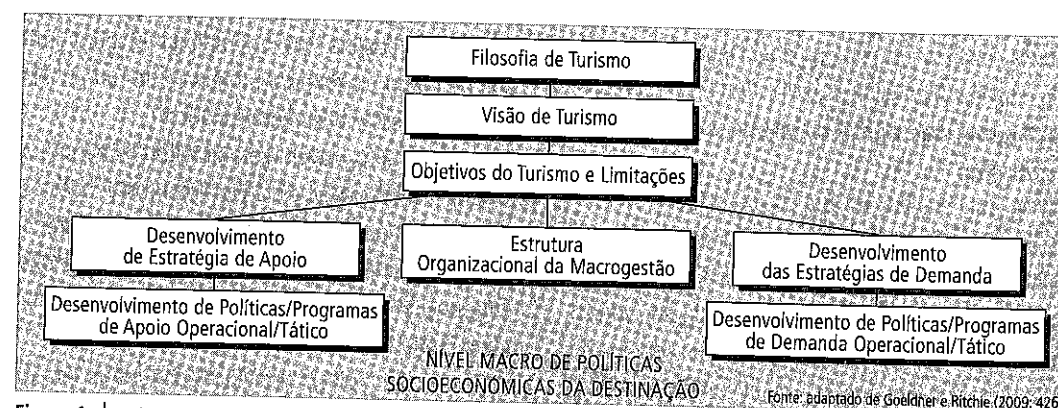 Filosofia de Turismo
Visão de Turismo
Objetivos do Turismo e Limitações
Desenvolvimento
de Estratégia de Apoio
Estrutura
Organizacional da Macrogestão
Desenvolvimento
das Estratégias de Demanda
Desenvolvimento de Políticas/Programas
de Apoio Operacional/Tático
Desenvolvimento de Políticas/Programas
de Demanda Operacional/Tático
NÍVEL MACRO DE POLÍTICAS
SOCIOECONÔMICAS DA DESTINAÇÃO
Fonte: adaptado de Goeldner e Ritchie (2009: 426